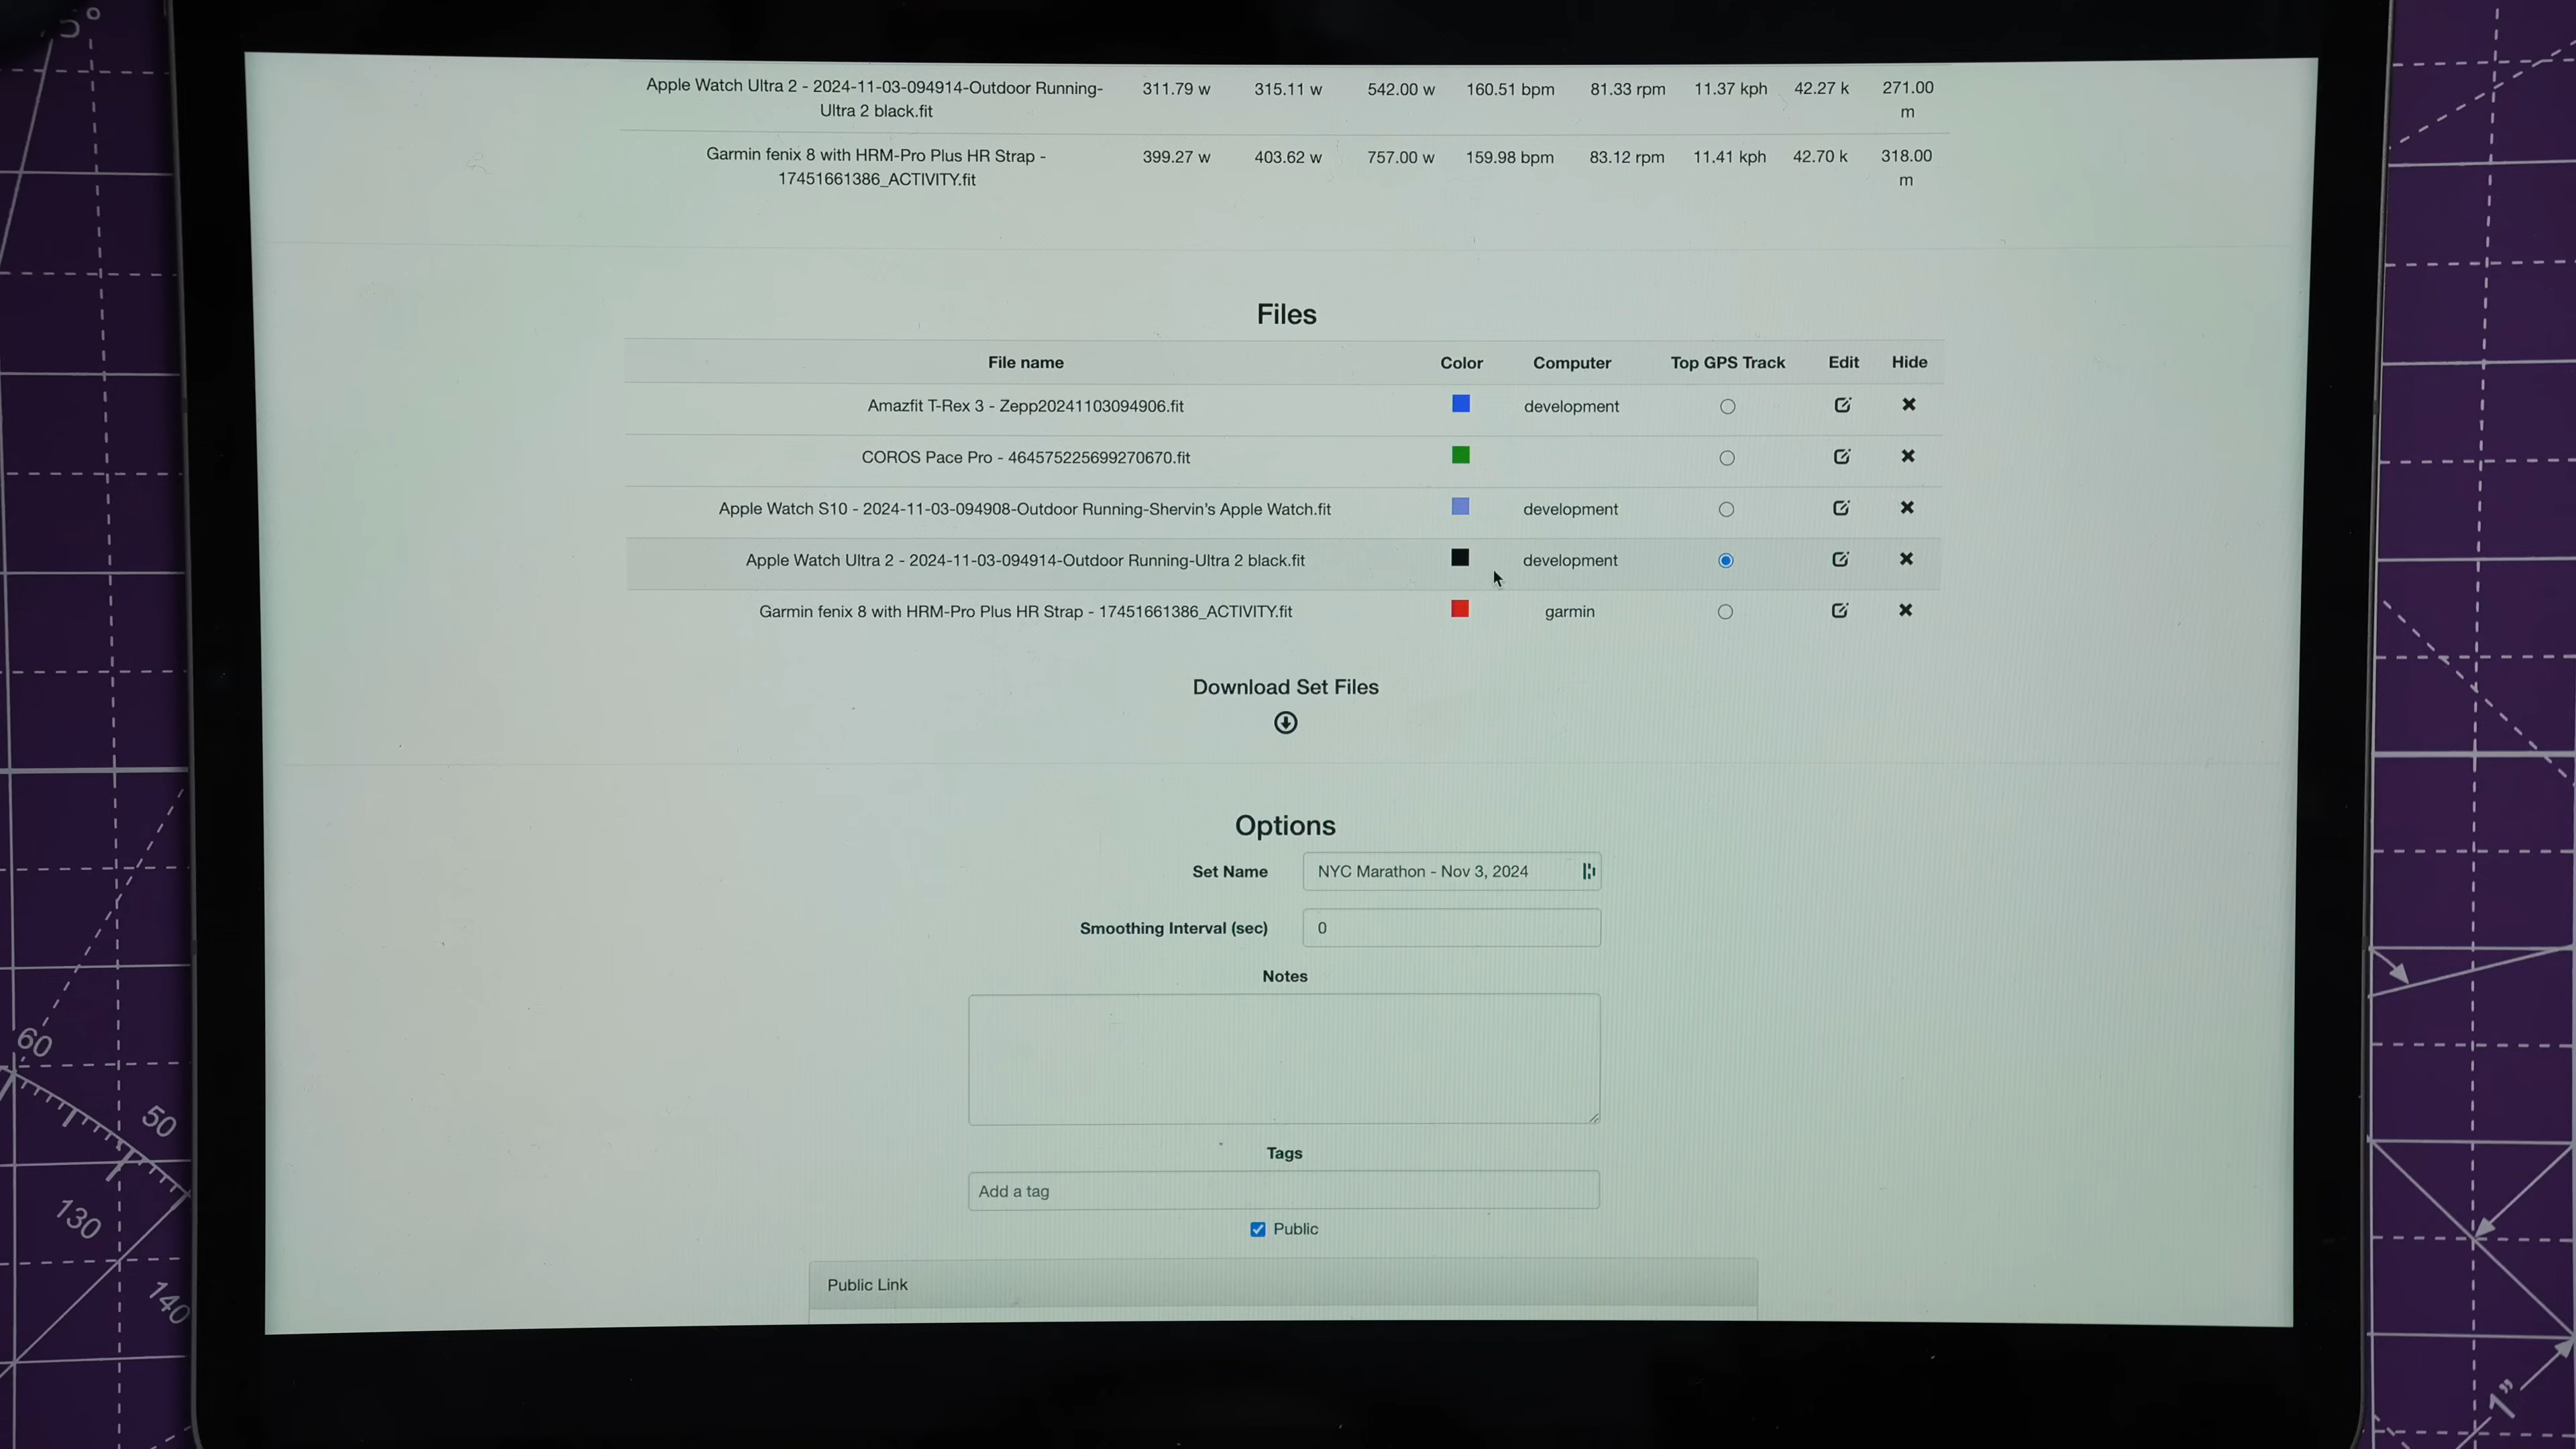 Apple Watch Ultra 2 - 2024-11-03-094914-Outdoor Running- 311.79 w 315.11 w 542.00 w 160.51 bpm 81.33 rpm 11.37 kph 42.27 k 271.00
Ultra 2 black.fit m
Garmin fenix 8 with HRM-Pro Plus HR Strap - 399.27 w 403.62 w 757.00 w 159.98 bpm 83.12 rpm 11.41 kph 42.70 k 318.00
17451661386_ACTIVITY.fit m
Files
File name Color Computer Top GPS Track Edit Hide
Amazfit T-Rex 3 - Zepp20241103094906.fit development
COROS Pace Pro - 464575225699270670.fit
Apple Watch S10 - 2024-11-03-094908-Outdoor Running-Shervin's Apple Watch.fit development
Apple Watch Ultra 2 - 2024-11-03-094914-Outdoor Running-Ultra 2 black.fit development
Garmin fenix 8 with HRM-Pro Plus HR Strap - 17451661386_ACTIVITY.fit garmin
Download Set Files
Options
Set Name NYC Marathon - Nov 3, 2024
Smoothing Interval (sec) 0
Notes
Tags
Add a tag
Public
Public Link
60
50
130
140
1"